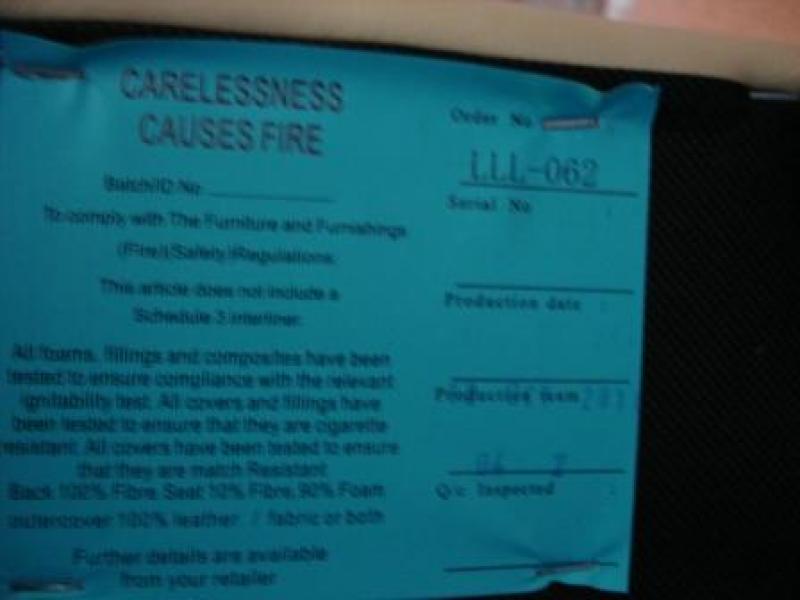 CARELESSNESS
CAUSES FIRE
Batch/ID No
To comply with The Furniture and Furnishings
(Fire)(Safety)Regulations
This article does not include a
Schedule 3 interliner.
All foams, fillings and composites have been
tested to ensure compliance with the relevant
ignitability test. All covers and fillings have
been tested to ensure that they are cigarette
resistant. All covers have been tested to ensure
that they are match Resistant
Back 100% Fibre, Seat 10% Fibre, 90% Foam
100% leather / fabric or both
Further details are available
from your retailer
Order No
LLL-062
Serial No
Production date :
Production team
Q/c Inspected :